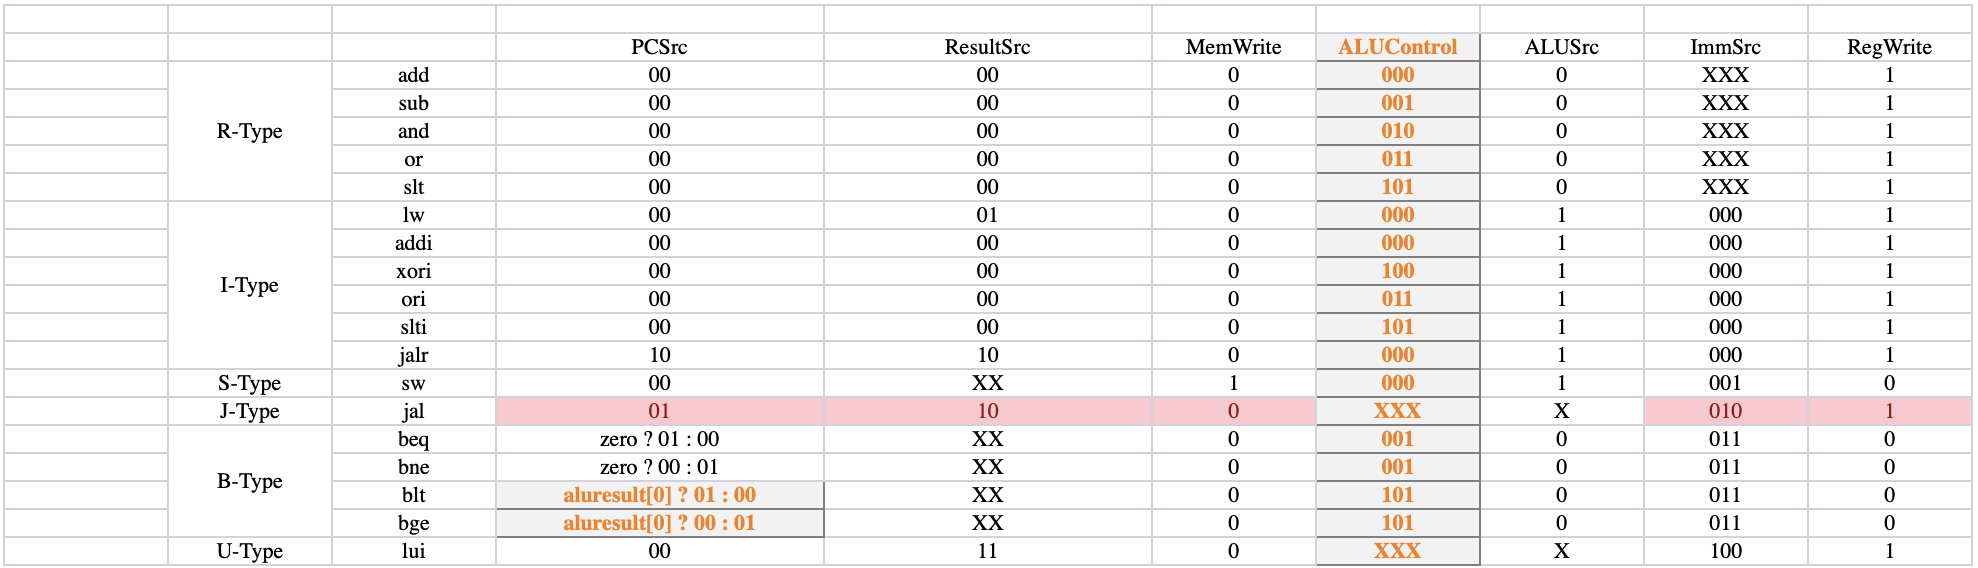 PCSrc ResultSrc MemWrite ALUControl ALUSrc ImmSrc RegWrite
add 00 00 0 000 0 XXX 1
sub 00 00 0 001 0 XXX 1
R-Type and 00 00 0 010 0 XXX 1
or 00 00 0 011 0 XXX 1
slt 00 00 0 101 0 XXX 1
lw 00 01 0 000 1 000 1
addi 00 00 0 000 1 000 1
xori 00 00 0 100 1 000 1
I-Type ori 00 00 0 011 1 000 1
slti 00 00 0 101 1 000 1
jalr 10 10 0 000 1 000 1
S-Type sw 00 XX 1 000 1 001 0
J-Type jal 01 10 0 XXX X 010 1
beq zero ? 01 : 00 XX 0 001 0 011 0
bne zero ? 00 : 01 XX 0 001 0 011 0
B-Type blt aluresult[0] ? 01 : 00 XX 0 101 0 011 0
bge aluresult[0] ? 00 : 01 XX 0 101 0 011 0
U-Type lui 00 11 0 XXX X 100 1